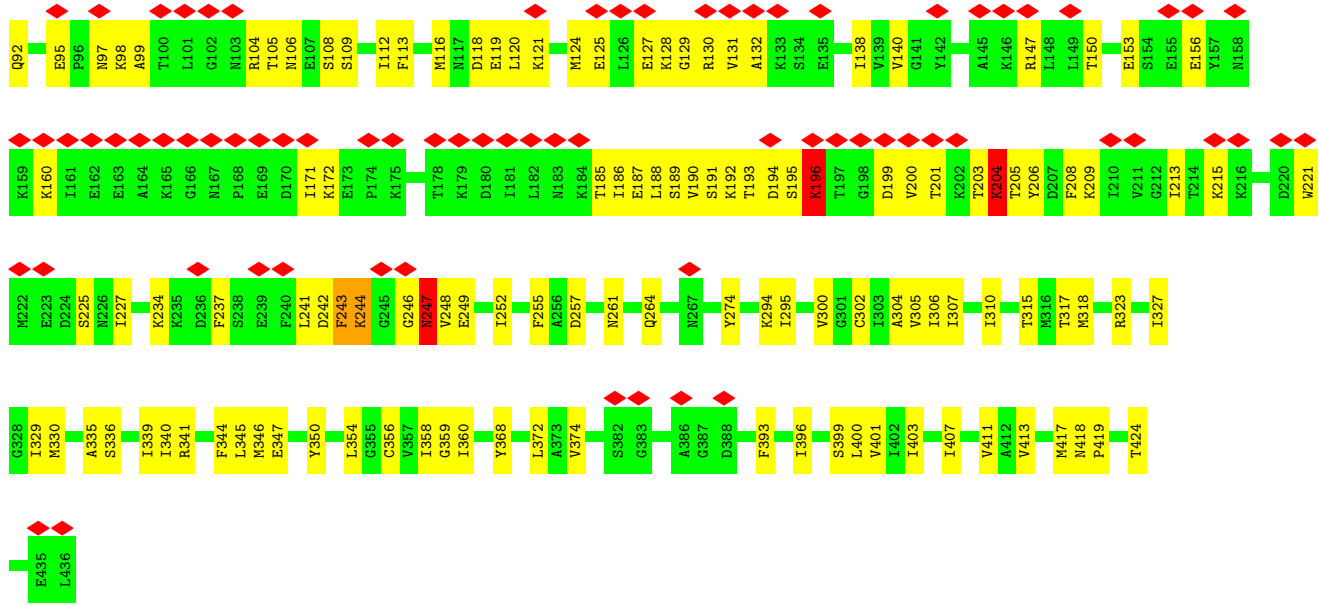 Q92 E95 P96 N97 K98 A99 T100 L101 G102 N103 R104 T105 N106 E107 S108 S109 I112 F113 M116 N117 D118 E119 L120 K121 M124 E125 L126 E127 K128 G129 R130 V131 A132 K133 S134 E135 I138 V139 V140 G141 Y142 A145 K146 R147 L148 L149 T150 E153 S154 E155 E156 Y157 N158
K159 K160 I161 E162 E163 A164 K165 G166 N167 P168 E169 D170 I171 K172 E173 P174 K175 T178 K179 D180 I181 L182 N183 K184 T185 I186 E187 L188 S189 V190 S191 K192 T193 D194 S195 K196 T197 G198 D199 V200 T201 K202 T203 K204 T205 Y206 D207 F208 K209 I210 V211 G212 I213 T214 K215 K216 D220 W221
M222 E223 D224 S225 N226 I227 K234 K235 D236 F237 S238 E239 F240 L241 D242 F243 K244 G245 G246 N247 V248 E249 I252 F255 A256 D257 N261 Q264 N267 Y274 K294 I295 V300 G301 C302 I303 A304 V305 I306 I307 I310 T315 M316 T317 M318 R323 I327
G328 I329 M330 A335 S336 I339 I340 R341 F344 L345 M346 E347 Y350 L354 G355 C356 V357 I358 G359 I360 Y368 L372 A373 V374 S382 G383 A386 G387 D388 F393 I396 S399 L400 V401 I402 I403 I407 V411 A412 V413 M417 N418 P419 T424
E435 L436